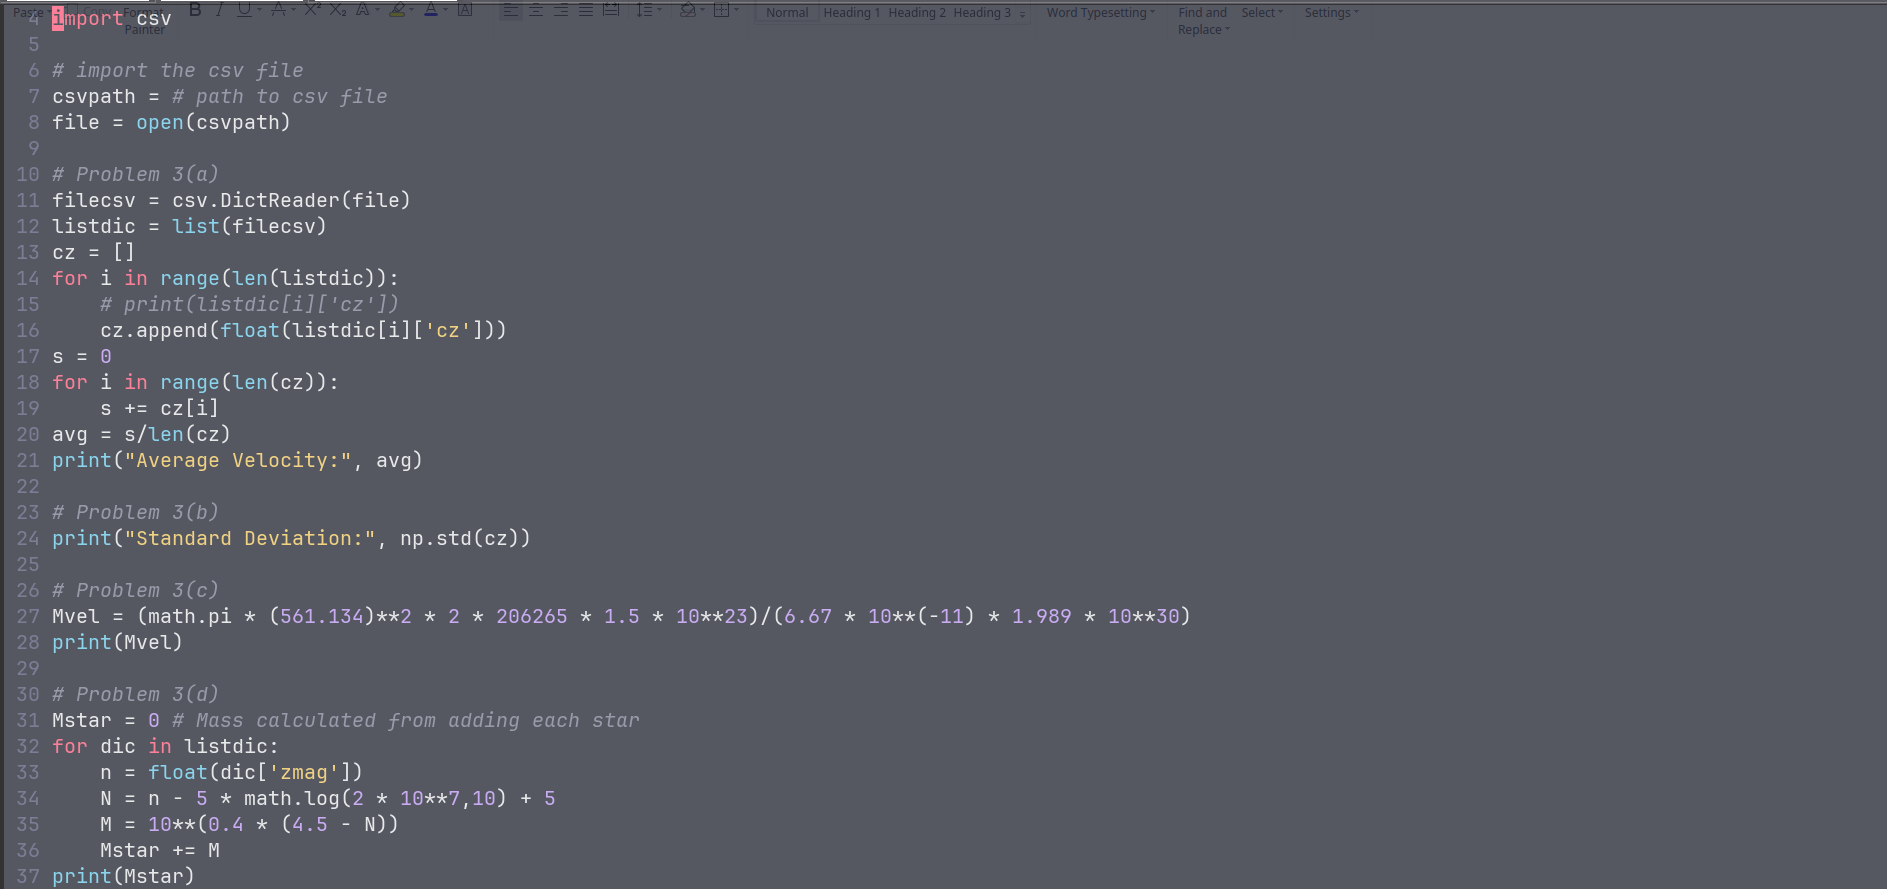 Paste
Format
Painter
B I U A X² X₂ A A A
Normal Heading 1 Heading 2 Heading 3
Word Typesetting
Find and
Replace
Select
Settings
4 import csv
5
6 # import the csv file
7 csvpath = # path to csv file
8 file = open(csvpath)
9
10 # Problem 3(a)
11 filecsv = csv.DictReader(file)
12 listdic = list(filecsv)
13 cz = []
14 for i in range(len(listdic)):
15     # print(listdic[i]['cz'])
16     cz.append(float(listdic[i]['cz']))
17 s = 0
18 for i in range(len(cz)):
19     s += cz[i]
20 avg = s/len(cz)
21 print("Average Velocity:", avg)
22
23 # Problem 3(b)
24 print("Standard Deviation:", np.std(cz))
25
26 # Problem 3(c)
27 Mvel = (math.pi * (561.134)**2 * 2 * 206265 * 1.5 * 10**23)/(6.67 * 10**(-11) * 1.989 * 10**30)
28 print(Mvel)
29
30 # Problem 3(d)
31 Mstar = 0 # Mass calculated from adding each star
32 for dic in listdic:
33     n = float(dic['zmag'])
34     N = n - 5 * math.log(2 * 10**7,10) + 5
35     M = 10**(0.4 * (4.5 - N))
36     Mstar += M
37 print(Mstar)